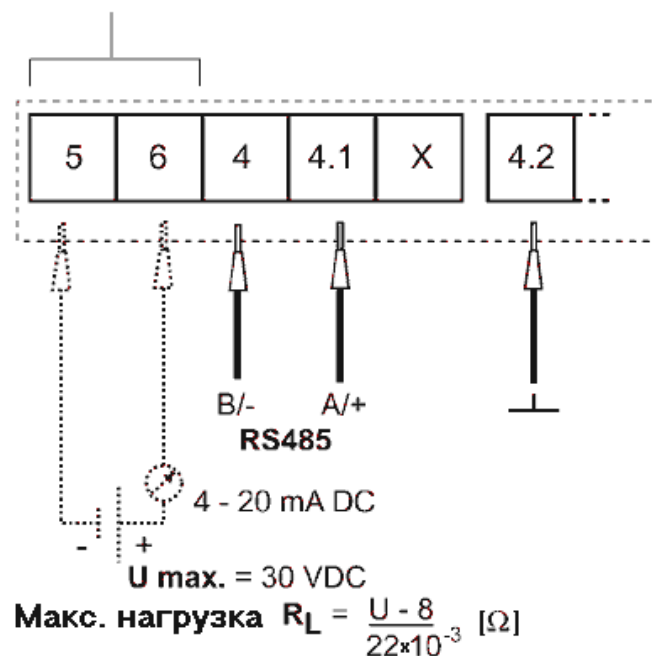 5 6 4 4.1 X 4.2
B/- A/+
RS485
4 - 20 mA DC
- +
U max. = 30 VDC
Макс. нагрузка R_L = U - 8 / 22×10⁻³ [Ω]